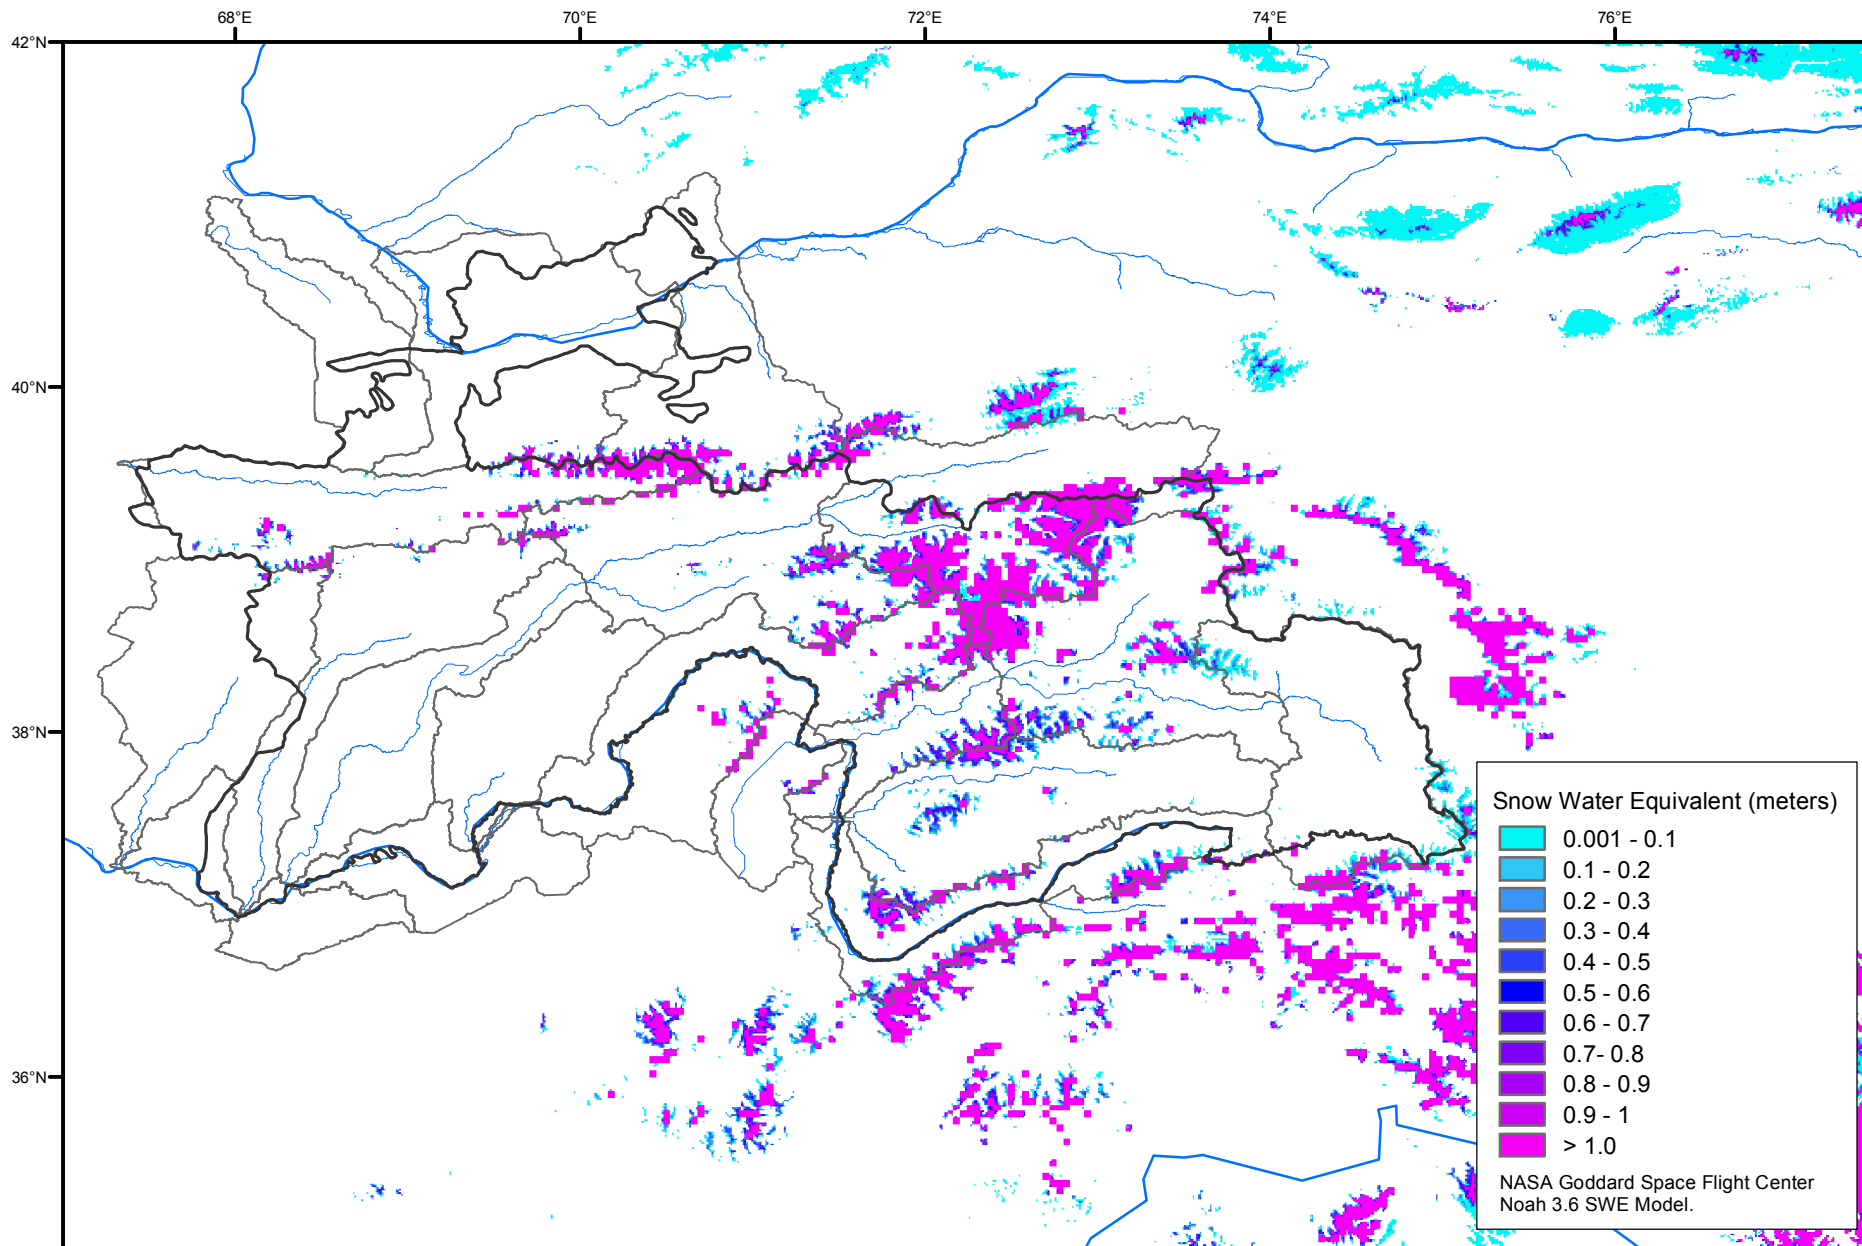 68°E 70°E 72°E 74°E 76°E
42°N
40°N
38°N
36°N
Snow Water Equivalent (meters)
0.001 - 0.1
0.1 - 0.2
0.2 - 0.3
0.3 - 0.4
0.4 - 0.5
0.5 - 0.6
0.6 - 0.7
0.7- 0.8
0.8 - 0.9
0.9 - 1
> 1.0
NASA Goddard Space Flight Center
Noah 3.6 SWE Model.